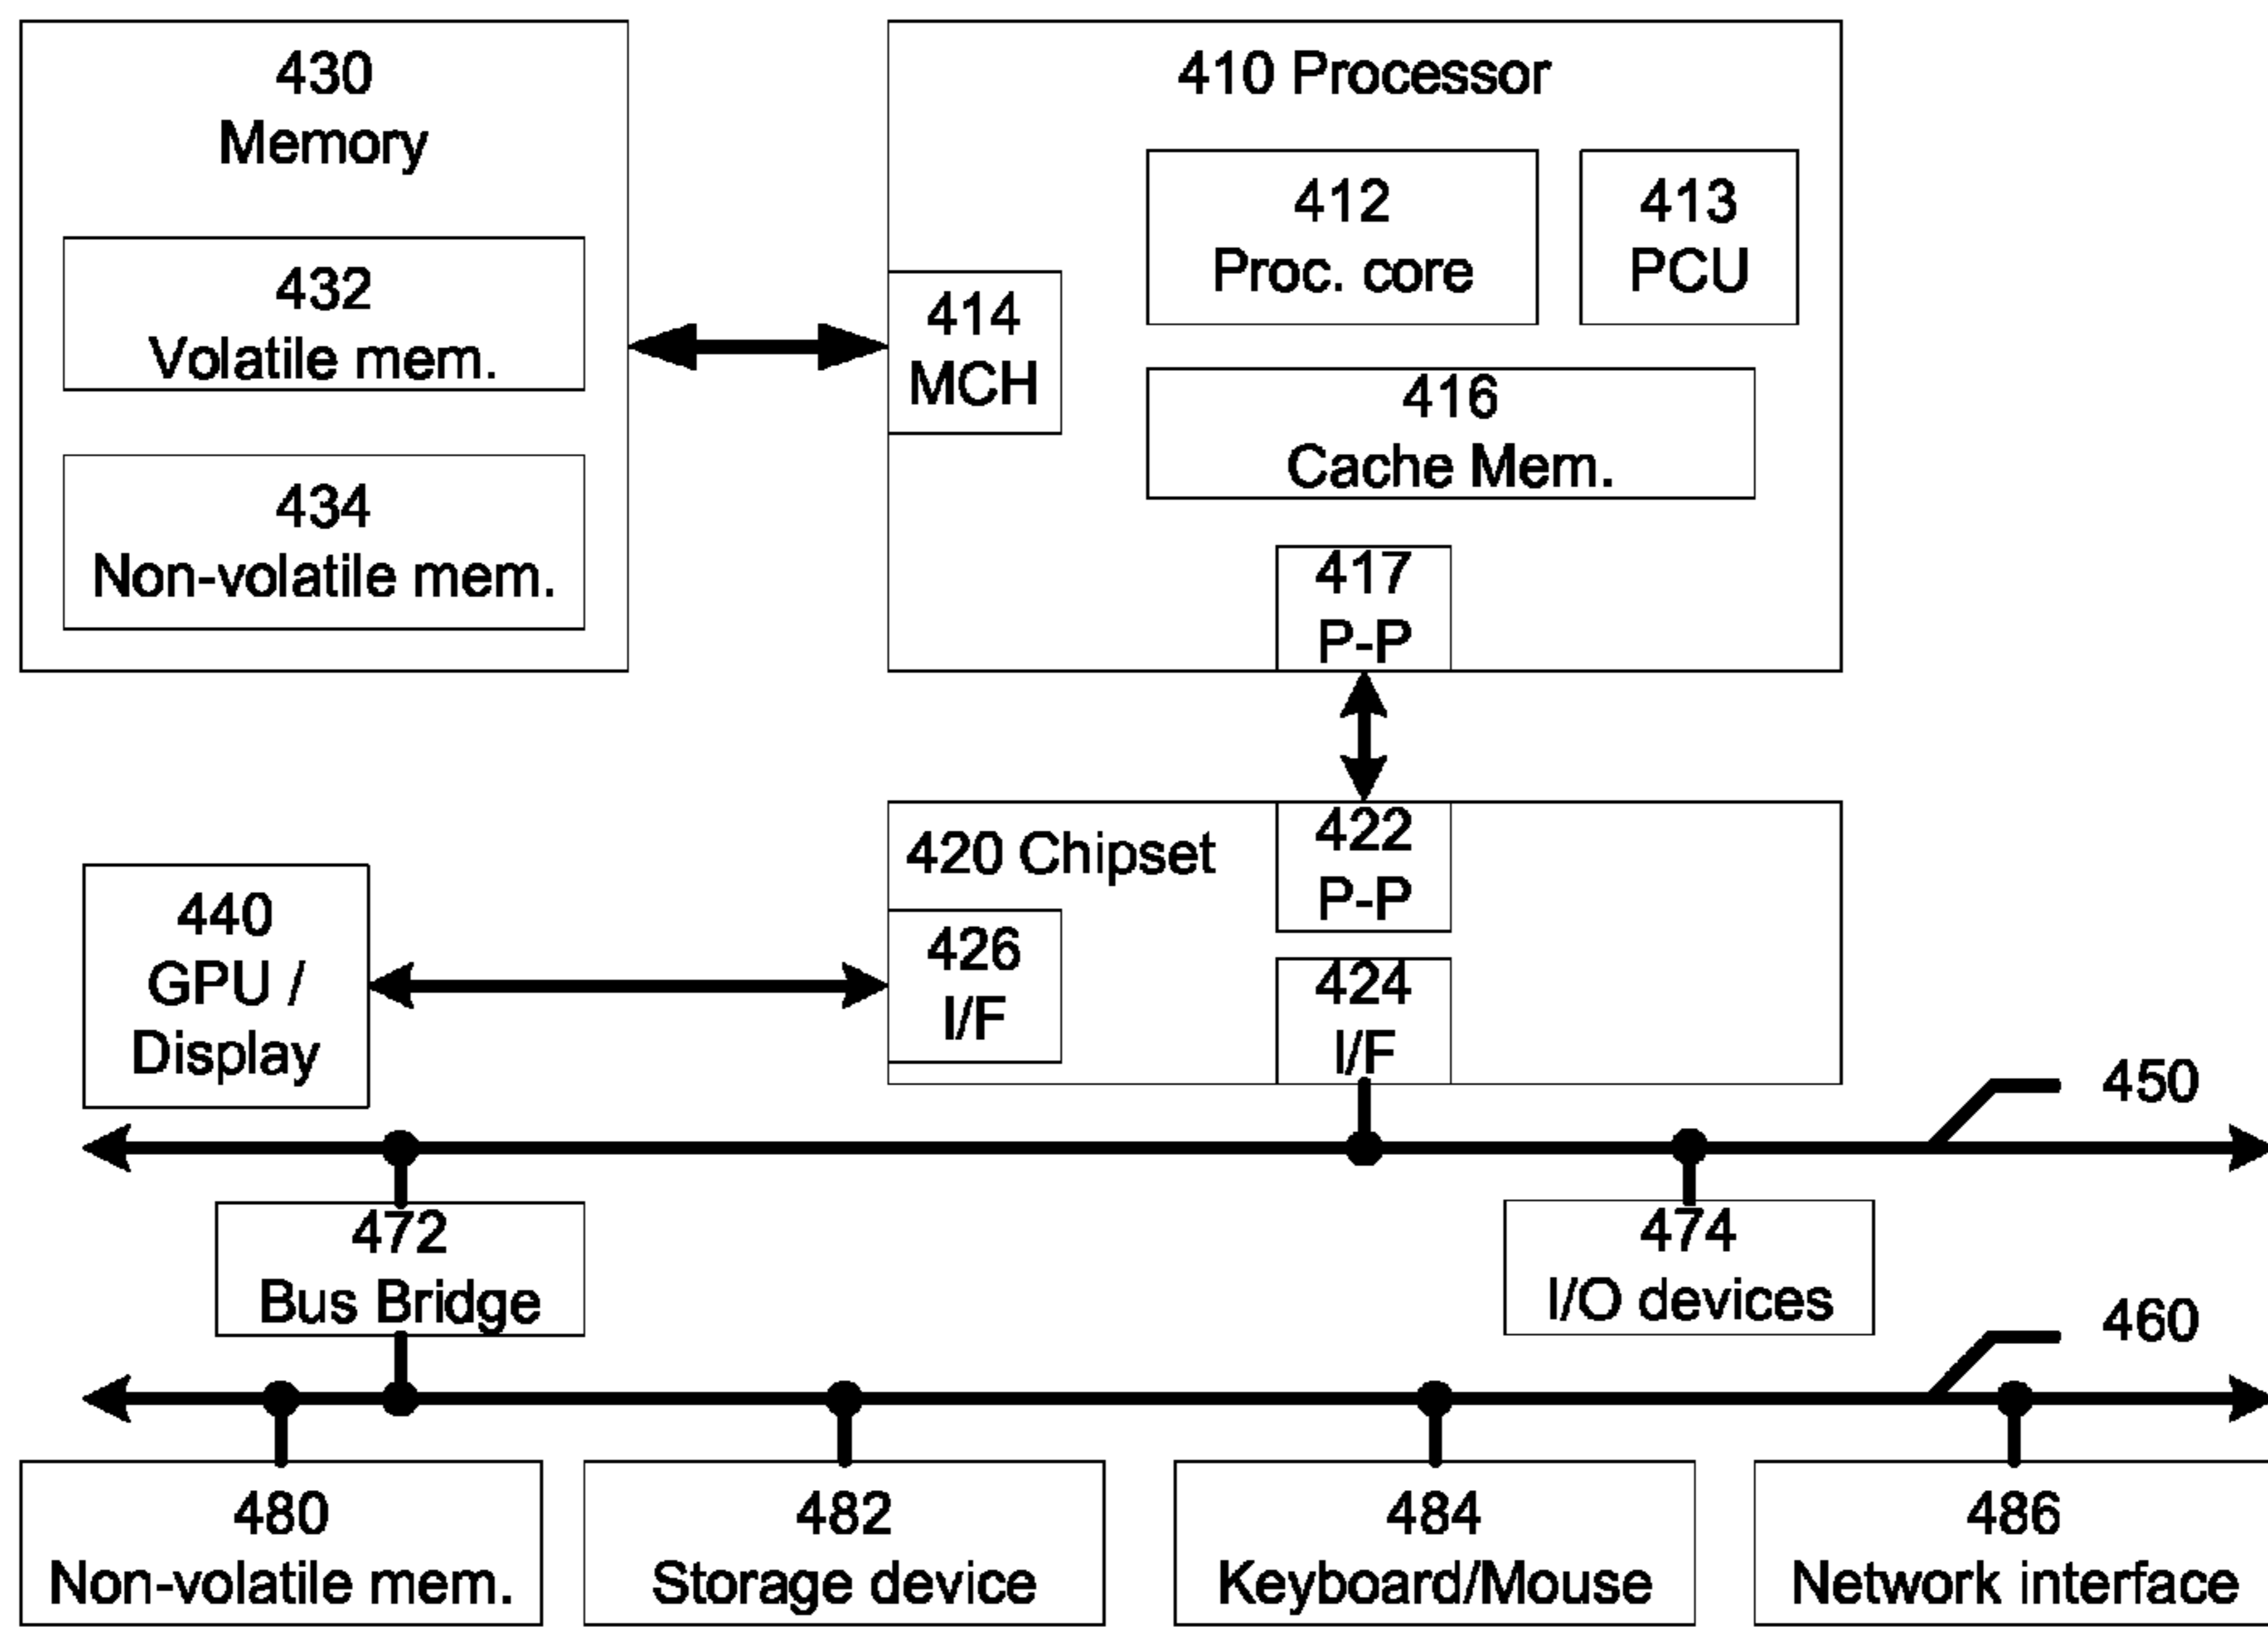 430
Memory
432
Volatile mem.
434
Non-volatile mem.
410 Processor
412
Proc. core
413
PCU
414
MCH
416
Cache Mem.
417
P-P
420 Chipset
422
P-P
426
I/F
424
I/F
440
GPU /
Display
450
472
Bus Bridge
474
I/O devices
460
480
Non-volatile mem.
482
Storage device
484
Keyboard/Mouse
486
Network interface